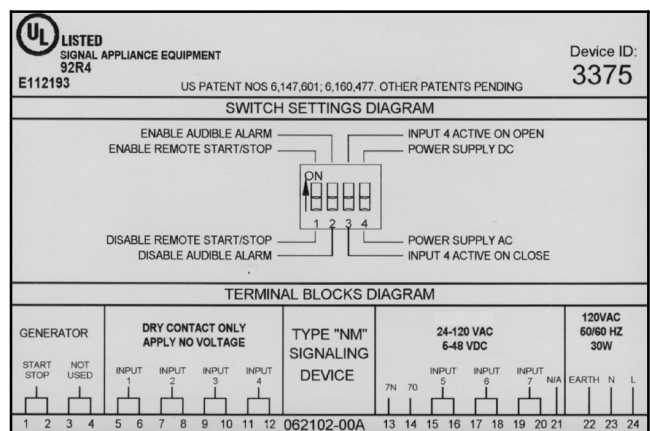 UL LISTED
SIGNAL APPLIANCE EQUIPMENT
92R4
E112193
US PATENT NOS 6,147,601; 6,160,477. OTHER PATENTS PENDING
Device ID:
3375
SWITCH SETTINGS DIAGRAM
ENABLE AUDIBLE ALARM
ENABLE REMOTE START/STOP
INPUT 4 ACTIVE ON OPEN
POWER SUPPLY DC
ON
1 2 3 4
DISABLE REMOTE START/STOP
DISABLE AUDIBLE ALARM
POWER SUPPLY AC
INPUT 4 ACTIVE ON CLOSE
TERMINAL BLOCKS DIAGRAM
GENERATOR
START STOP
NOT USED
1 2 3 4
DRY CONTACT ONLY
APPLY NO VOLTAGE
INPUT 1
INPUT 2
INPUT 3
INPUT 4
5 6 7 8 9 10 11 12
TYPE "NM"
SIGNALING
DEVICE
062102-00A
24-120 VAC
6-48 VDC
7N 70
INPUT 5
INPUT 6
INPUT 7
N/A
13 14 15 16 17 18 19 20 21
120VAC
60/60 HZ
30W
EARTH N L
22 23 24